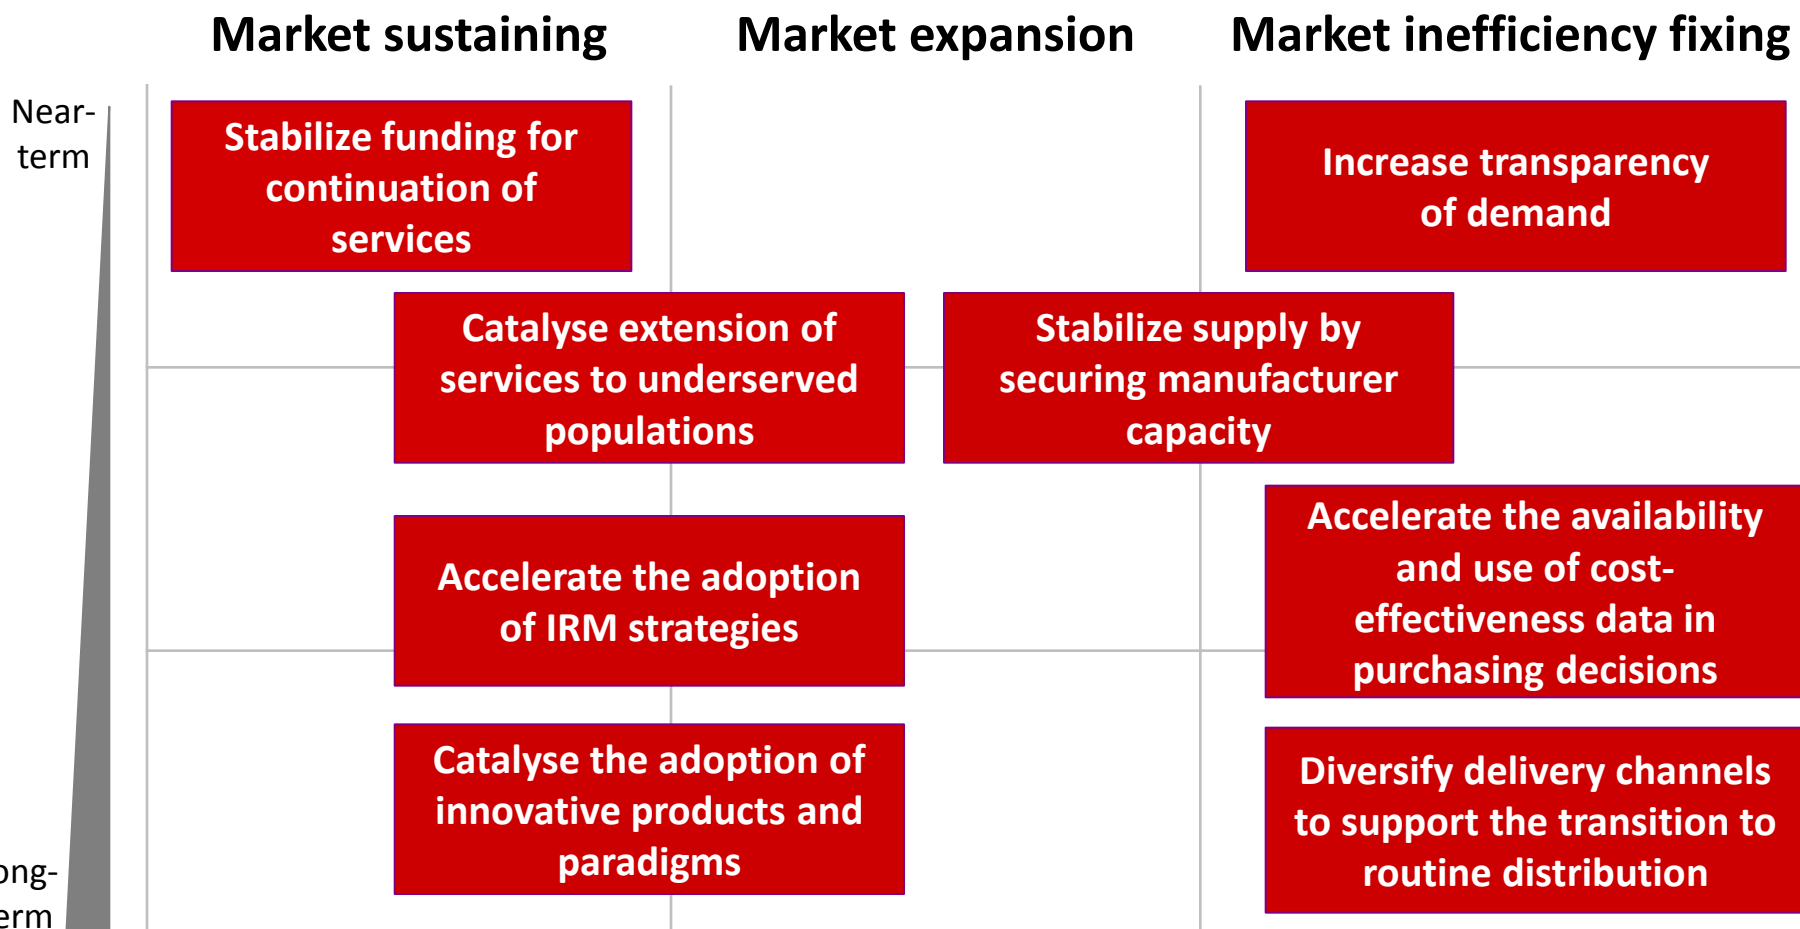 Market sustaining
Market expansion
Market inefficiency fixing
Near-
term
Stabilize funding for
continuation of
services
Increase transparency
of demand
Catalyse extension of
services to underserved
populations
Stabilize supply by
securing manufacturer
capacity
Accelerate the adoption
of IRM strategies
Accelerate the availability
and use of cost-
effectiveness data in
purchasing decisions
Catalyse the adoption of
innovative products and
paradigms
Diversify delivery channels
to support the transition to
routine distribution
ong-
erm